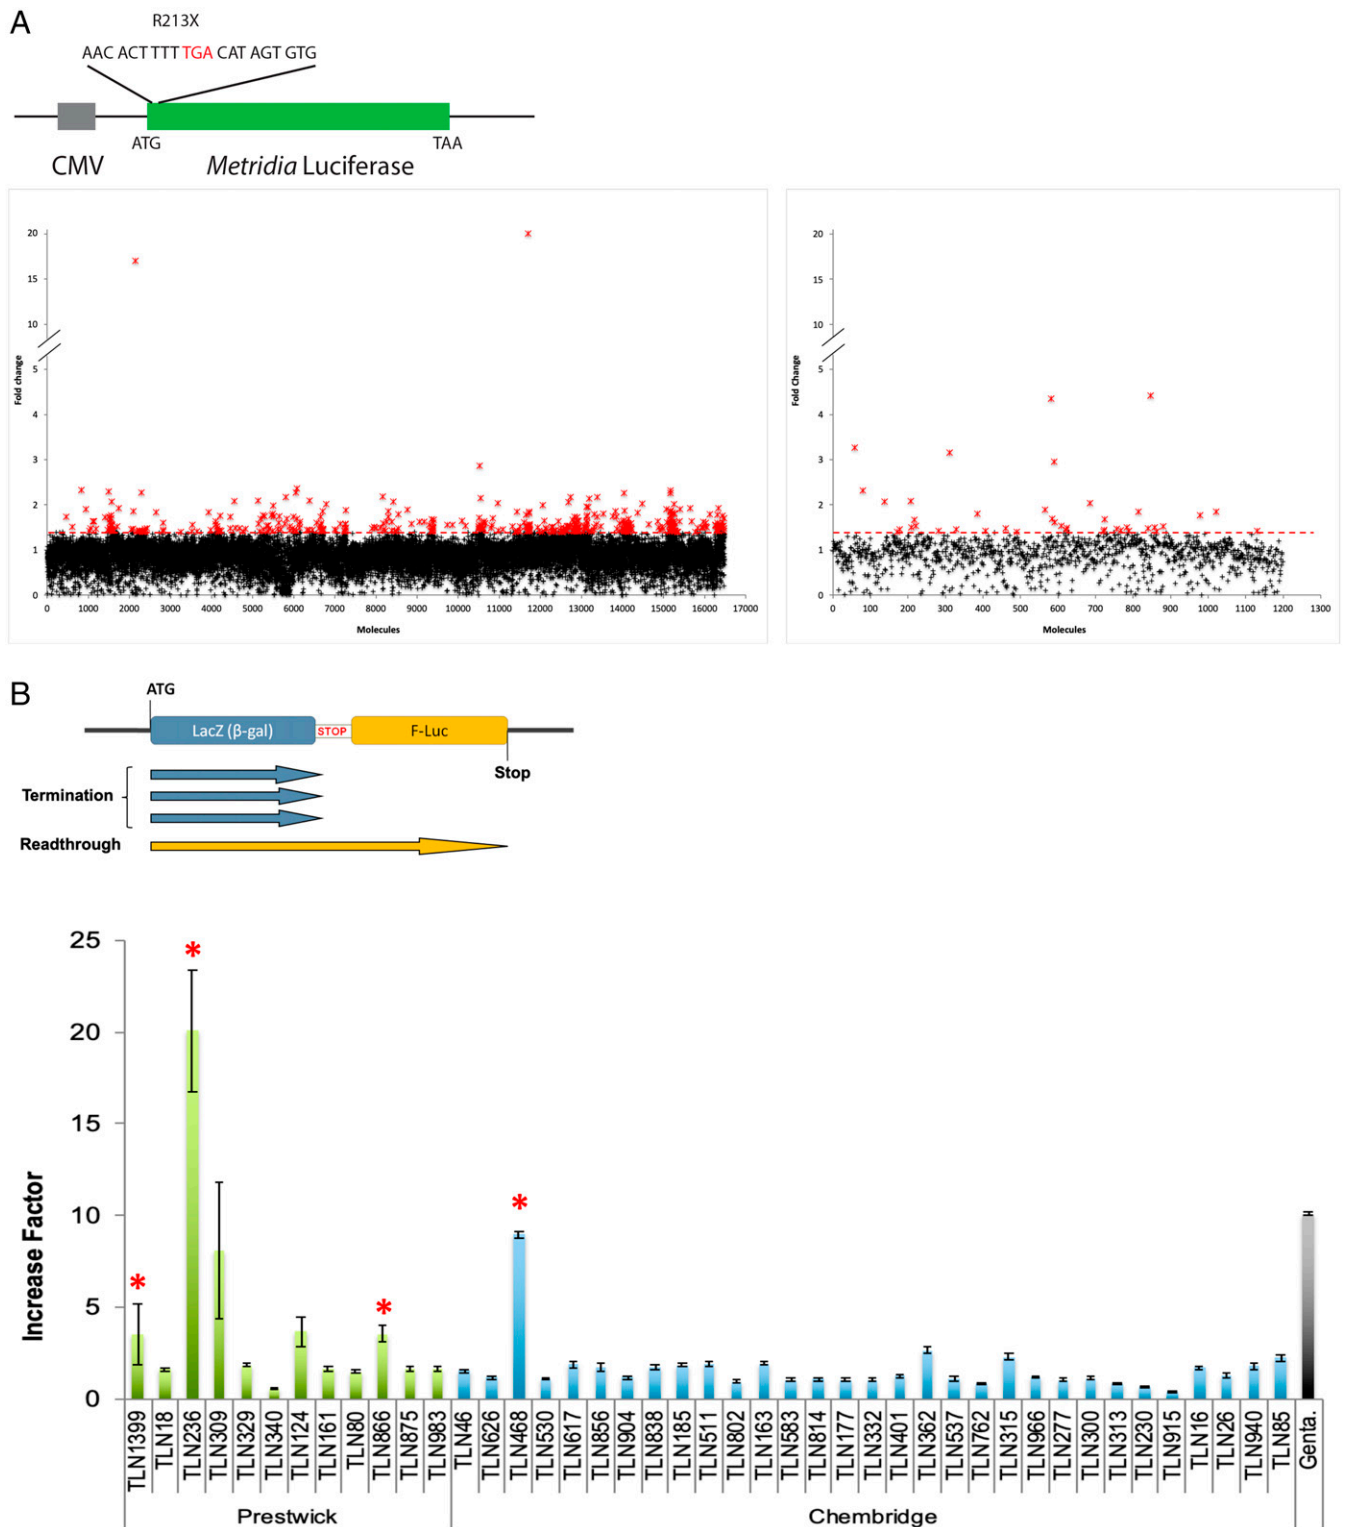 A
R213X
AAC ACT TTT TGA CAT AGT GTG
ATG
TAA
CMV
Metridia Luciferase
20
15
10
5
4
3
2
1
0
Fold change
0 1000 2000 3000 4000 5000 6000 7000 8000 9000 10000 11000 12000 13000 14000 15000 16000 17000
Molecules
20
15
10
5
4
3
2
1
0
Fold Change
0 100 200 300 400 500 600 700 800 900 1000 1100 1200 1300
Molecules
B
ATG
LacZ (β-gal)
STOP
F-Luc
Stop
Termination
Readthrough
25
20
15
10
5
0
Increase Factor
* * * *
TLN1399
TLN18
TLN236
TLN309
TLN329
TLN340
TLN124
TLN161
TLN80
TLN866
TLN875
TLN983
TLN46
TLN626
TLN468
TLN530
TLN617
TLN856
TLN904
TLN838
TLN185
TLN511
TLN802
TLN163
TLN583
TLN814
TLN177
TLN332
TLN401
TLN362
TLN537
TLN762
TLN315
TLN966
TLN277
TLN300
TLN313
TLN230
TLN915
TLN16
TLN26
TLN940
TLN85
Genta.
Prestwick
Chembridge